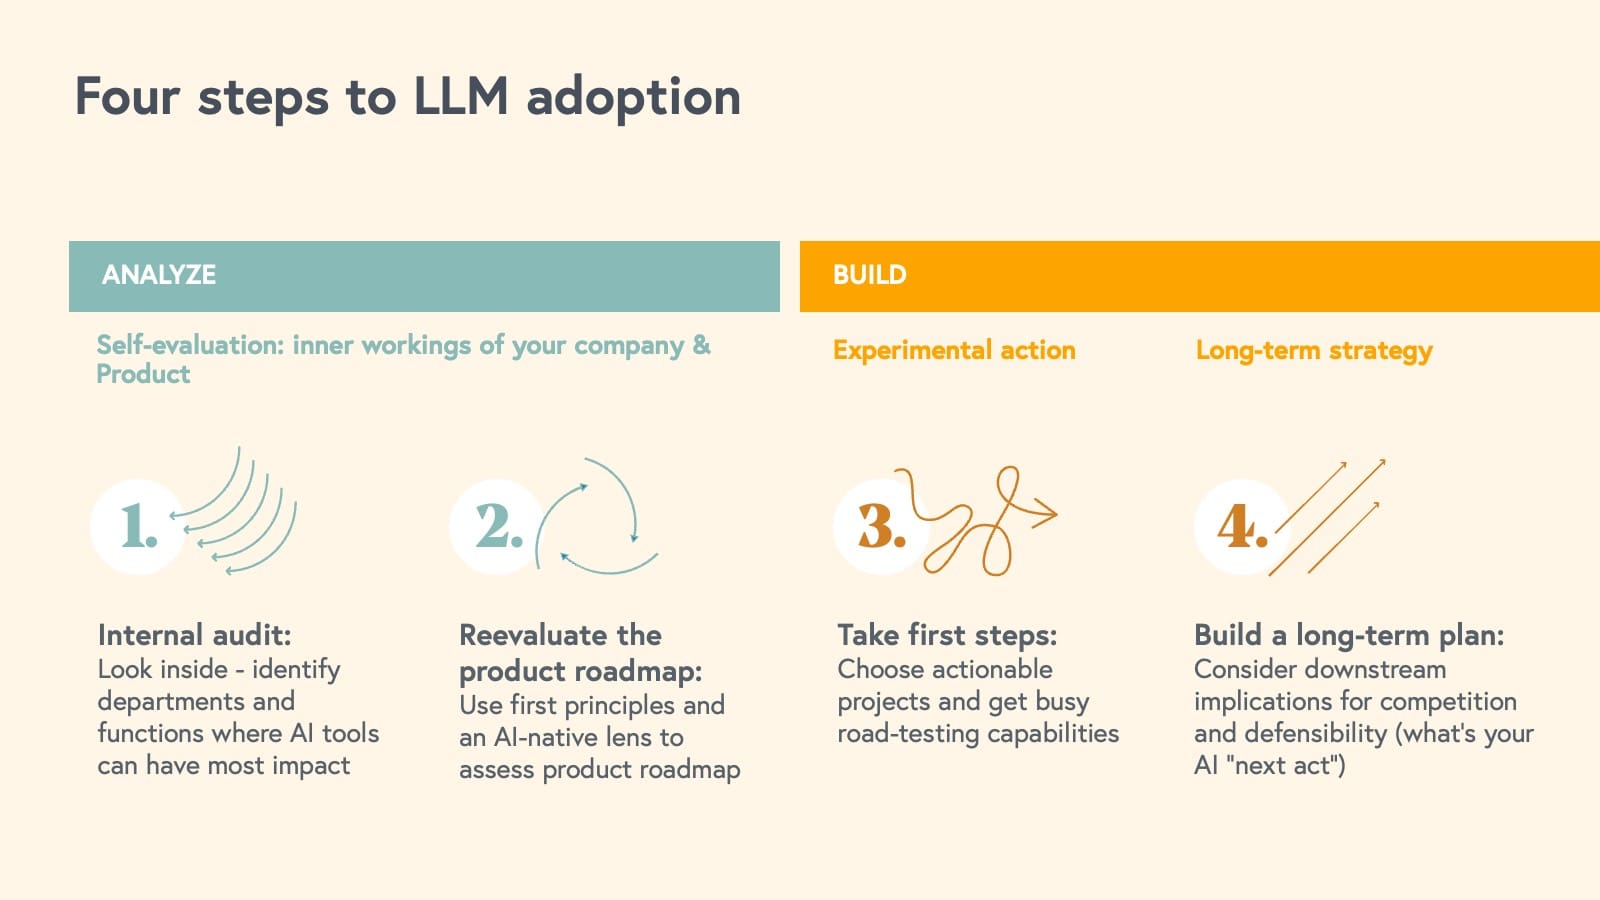 Four steps to LLM adoption
ANALYZE
Self-evaluation: inner workings of your company &
Product
1.
Internal audit:
Look inside - identify
departments and
functions where AI tools
can have most impact
2.
Reevaluate the
product roadmap:
Use first principles and
an AI-native lens to
assess product roadmap
BUILD
Experimental action
3.
Take first steps:
Choose actionable
projects and get busy
road-testing capabilities
Long-term strategy
4.
Build a long-term plan:
Consider downstream
implications for competition
and defensibility (what's your
AI "next act")